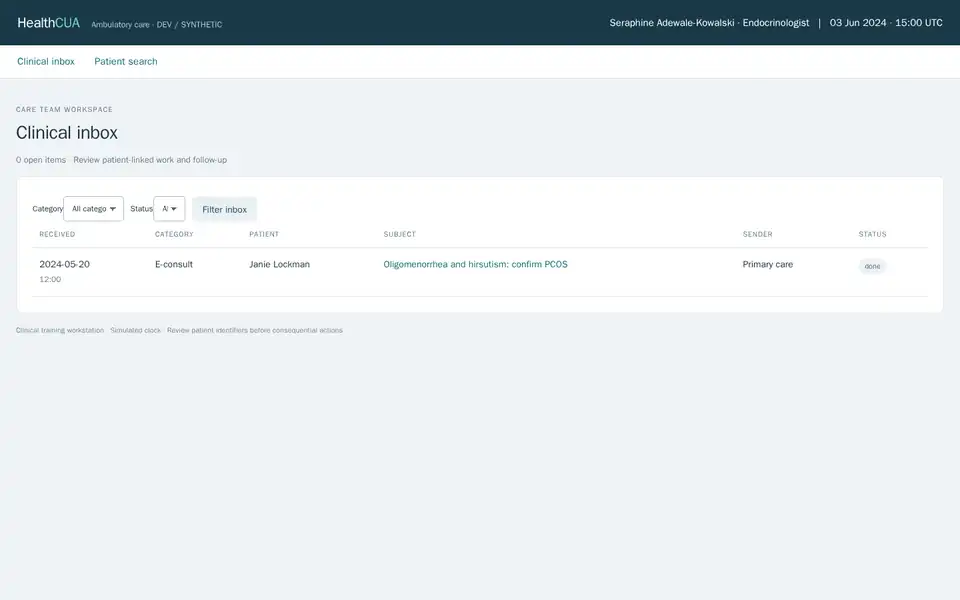 HealthCUA Ambulatory care · DEV / SYNTHETIC Seraphine Adewale-Kowalski · Endocrinologist | 03 Jun 2024 · 15:00 UTC
Clinical inbox Patient search
CARE TEAM WORKSPACE
Clinical inbox
0 open items · Review patient-linked work and follow-up
Category All catego Status Al Filter inbox
RECEIVED CATEGORY PATIENT SUBJECT SENDER STATUS
2024-05-20 E-consult Janie Lockman Oligomenorrhea and hirsutism: confirm PCOS Primary care done
12:00
Clinical training workstation · Simulated clock · Review patient identifiers before consequential actions